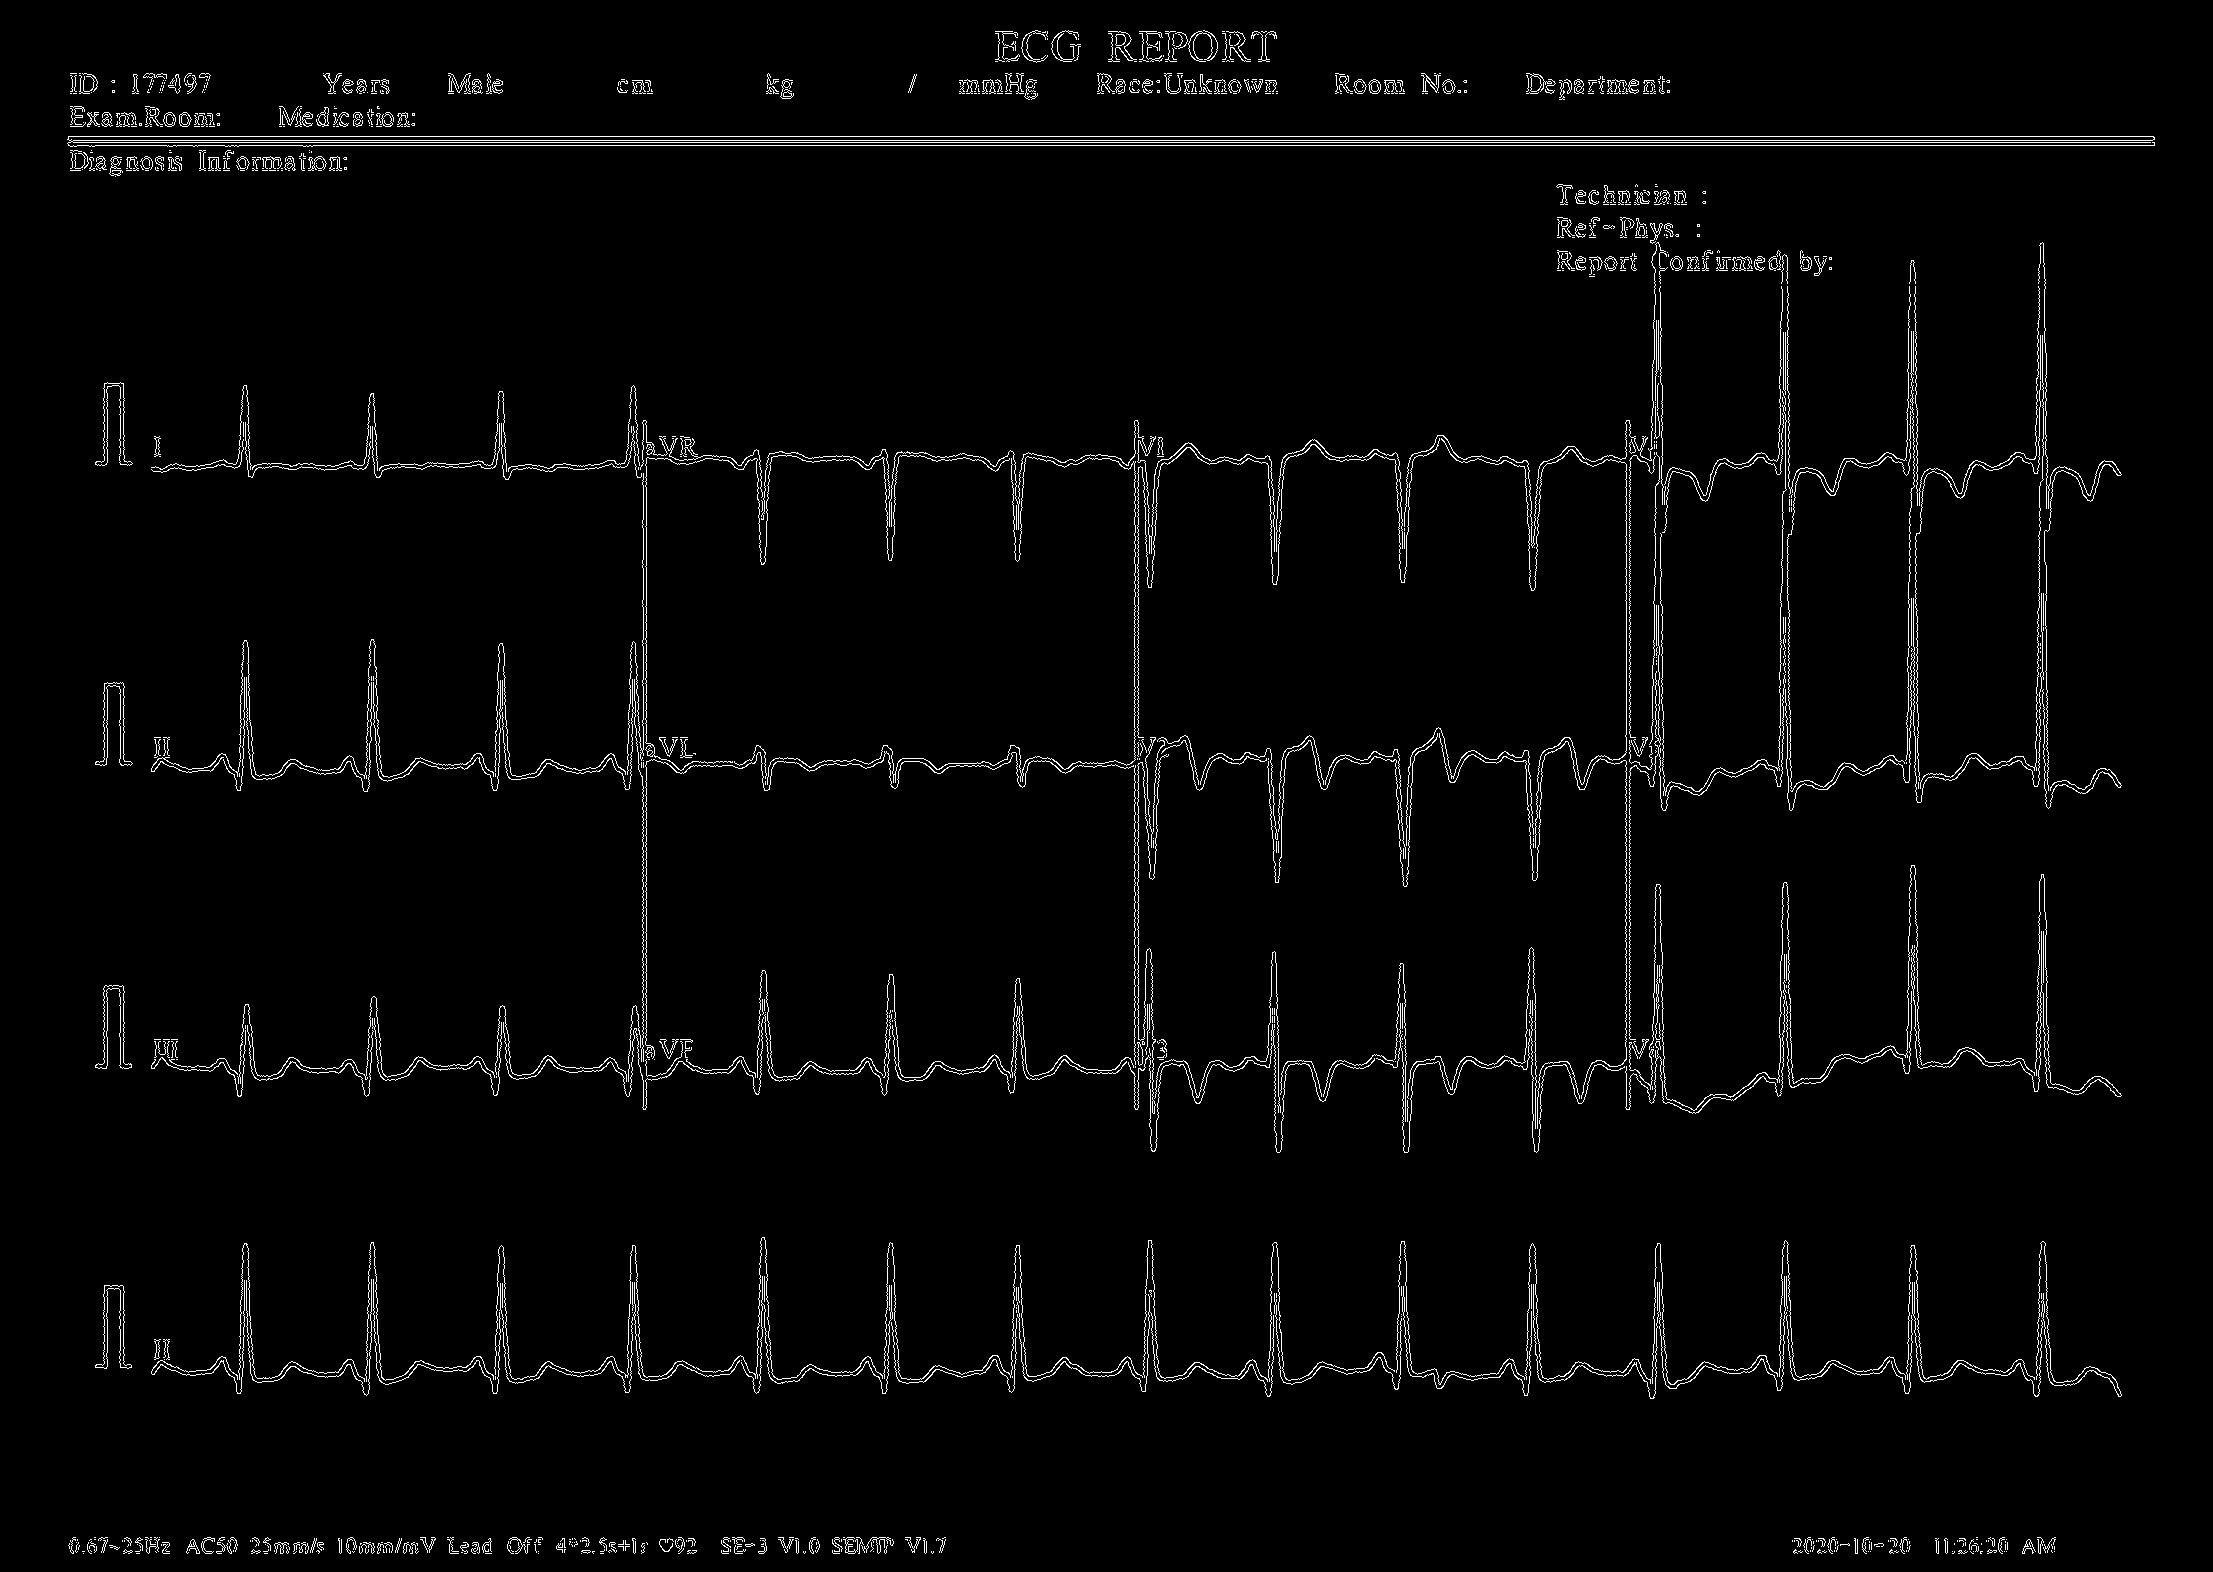 ECG REPORT
ID : 177497 Years Male cm kg / mmHg Race:Unknown Room No.: Department:
Exam.Room: Medication:
Diagnosis Information:
Technician :
Ref-Phys. :
Report Confirmed by:
I aVR V1
II aVL V2
III aVF V3 V6
II
0.67~25Hz AC50 25mm/s 10mm/mV Lead Off 4*2.5s+1r ♡92 SE-3 V1.0 SEMIP V1.7 2020-10-20 11:26:20 AM